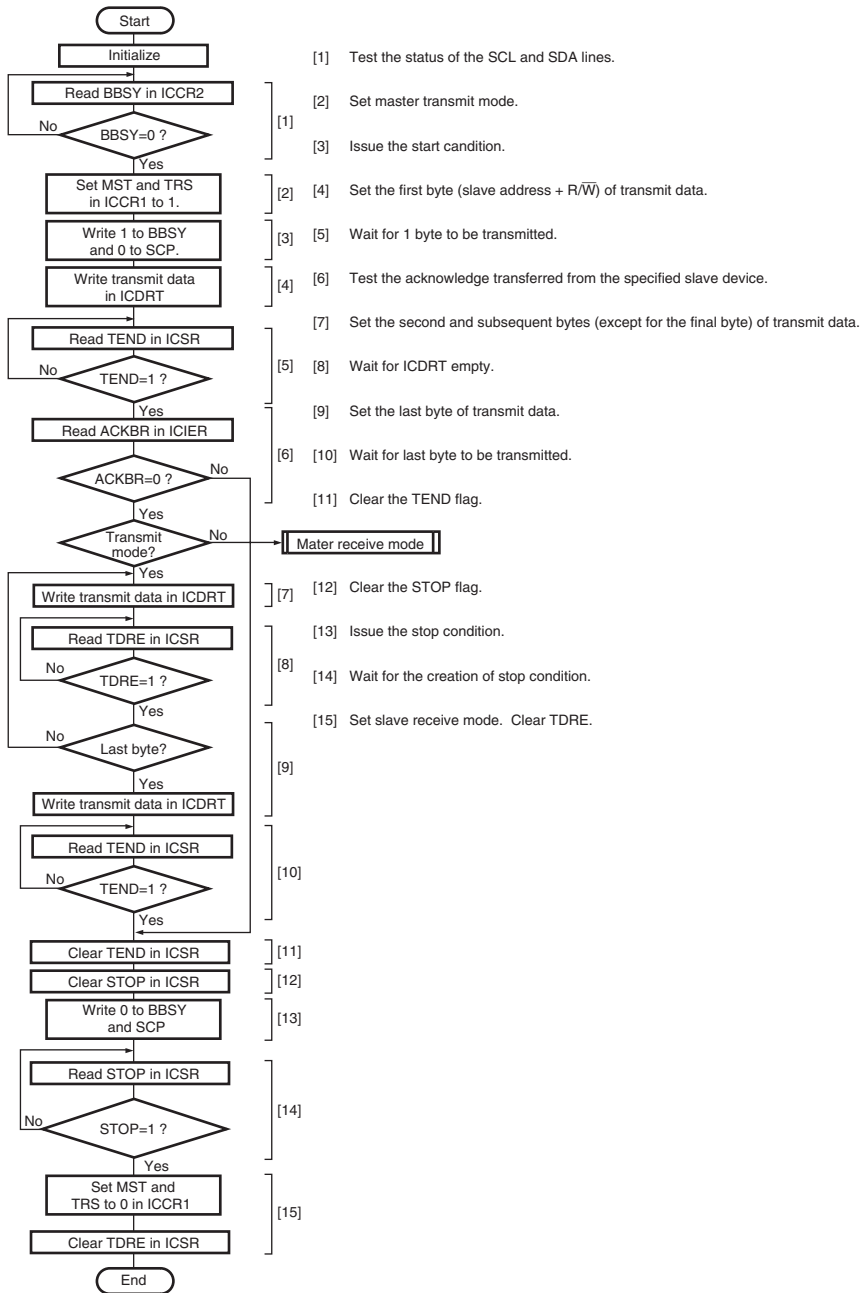 Start
Initialize
Read BBSY in ICCR2
No
BBSY=0 ?
[1]
Yes
Set MST and TRS
in ICCR1 to 1.
[2]
Write 1 to BBSY
and 0 to SCP.
[3]
Write transmit data
in ICDRT
[4]
Read TEND in ICSR
No
TEND=1 ?
[5]
Yes
Read ACKBR in ICIER
[6]
No
ACKBR=0 ?
Yes
Transmit
mode?
No
Mater receive mode
Yes
Write transmit data in ICDRT
[7]
Read TDRE in ICSR
[8]
No
TDRE=1 ?
Yes
No
Last byte?
[9]
Yes
Write transmit data in ICDRT
Read TEND in ICSR
[10]
No
TEND=1 ?
Yes
Clear TEND in ICSR
[11]
Clear STOP in ICSR
[12]
Write 0 to BBSY
and SCP
[13]
Read STOP in ICSR
[14]
No
STOP=1 ?
Yes
Set MST and
TRS to 0 in ICCR1
[15]
Clear TDRE in ICSR
End
[1] Test the status of the SCL and SDA lines.
[2] Set master transmit mode.
[3] Issue the start candition.
[4] Set the first byte (slave address + R/W̅) of transmit data.
[5] Wait for 1 byte to be transmitted.
[6] Test the acknowledge transferred from the specified slave device.
[7] Set the second and subsequent bytes (except for the final byte) of transmit data.
[8] Wait for ICDRT empty.
[9] Set the last byte of transmit data.
[10] Wait for last byte to be transmitted.
[11] Clear the TEND flag.
[12] Clear the STOP flag.
[13] Issue the stop condition.
[14] Wait for the creation of stop condition.
[15] Set slave receive mode. Clear TDRE.